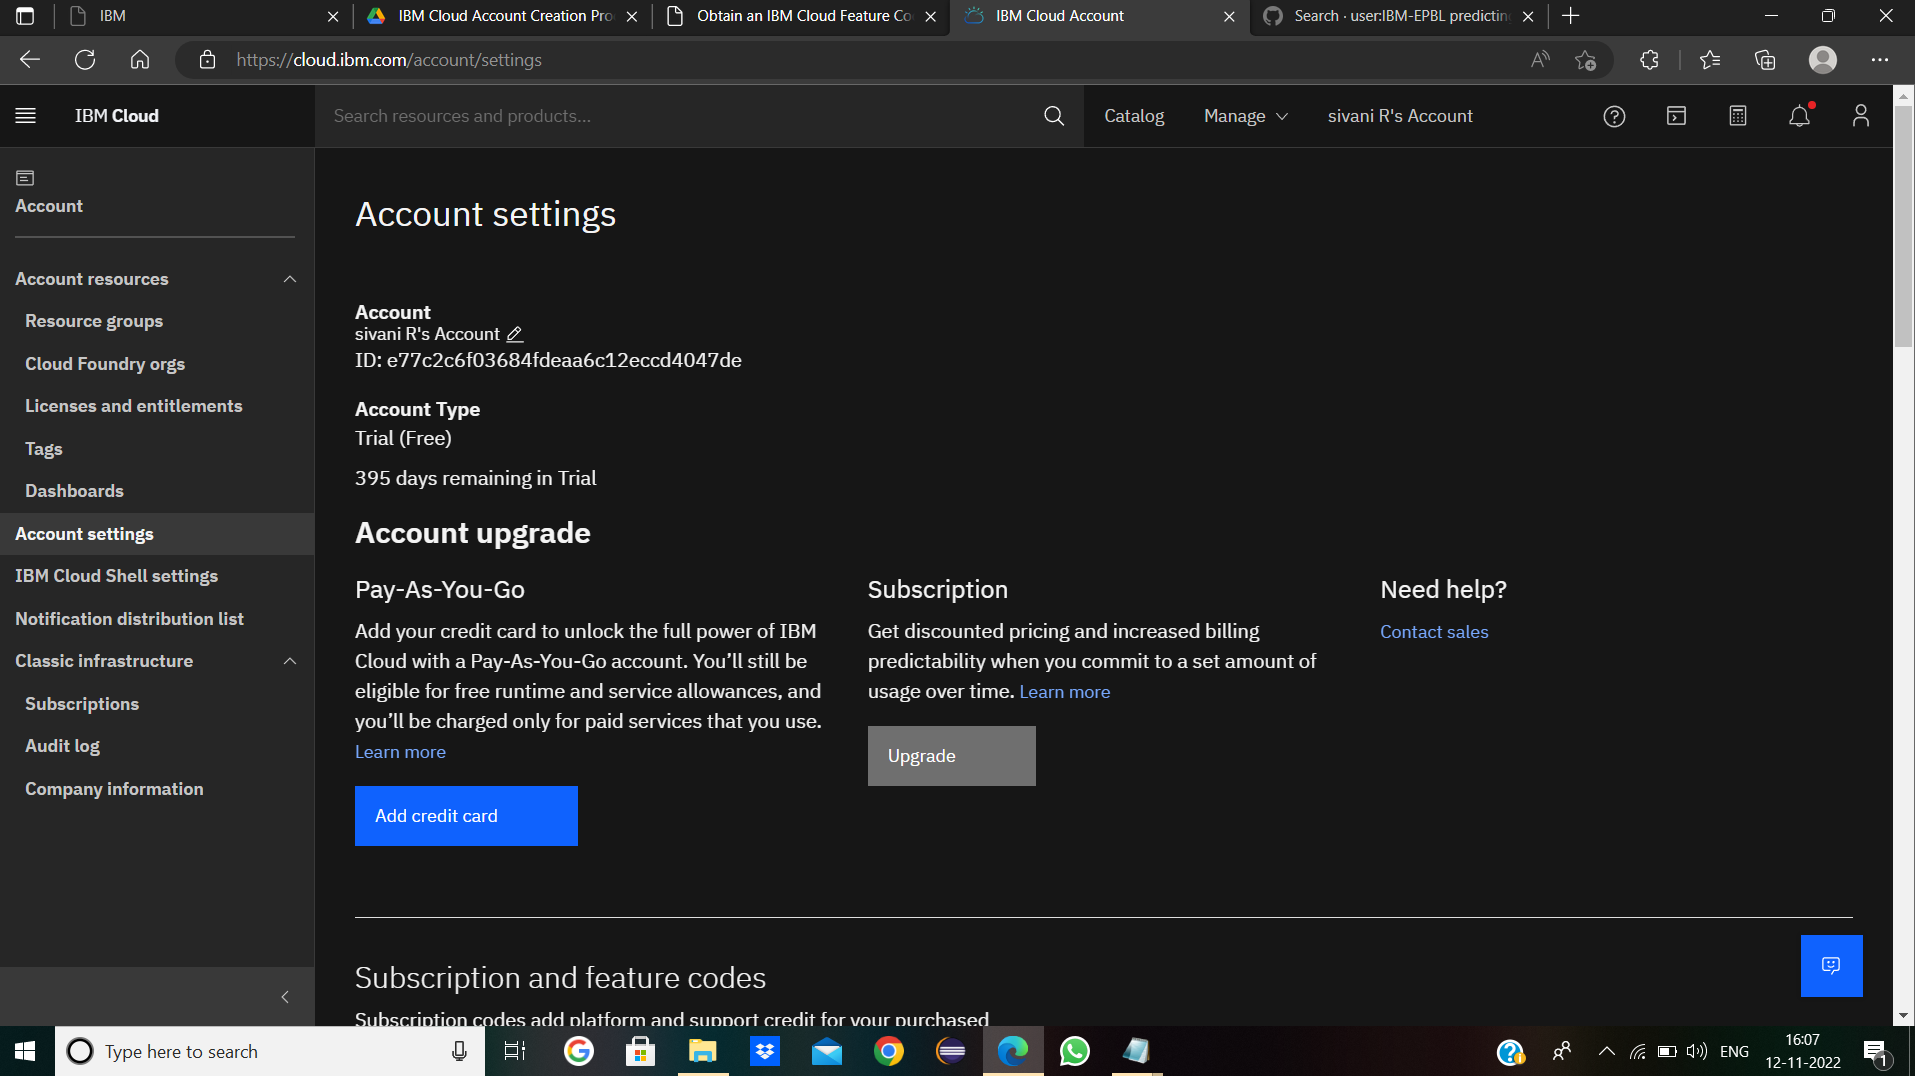 IBM
IBM Cloud Account Creation Pro
Obtain an IBM Cloud Feature Co
IBM Cloud Account
Search · user:IBM-EPBL predictin
https://cloud.ibm.com/account/settings
IBM Cloud
Search resources and products...
Catalog
Manage
sivani R's Account
Account
Account resources
Resource groups
Cloud Foundry orgs
Licenses and entitlements
Tags
Dashboards
Account settings
IBM Cloud Shell settings
Notification distribution list
Classic infrastructure
Subscriptions
Audit log
Company information
Account settings
Account
sivani R's Account
ID: e77c2c6f03684fdeaa6c12eccd4047de
Account Type
Trial (Free)
395 days remaining in Trial
Account upgrade
Pay-As-You-Go
Add your credit card to unlock the full power of IBM
Cloud with a Pay-As-You-Go account. You’ll still be
eligible for free runtime and service allowances, and
you’ll be charged only for paid services that you use.
Learn more
Add credit card
Subscription
Get discounted pricing and increased billing
predictability when you commit to a set amount of
usage over time. Learn more
Upgrade
Need help?
Contact sales
Subscription and feature codes
Subscription codes add platform and support credit for your purchased
Type here to search
ENG
16:07
12-11-2022
1